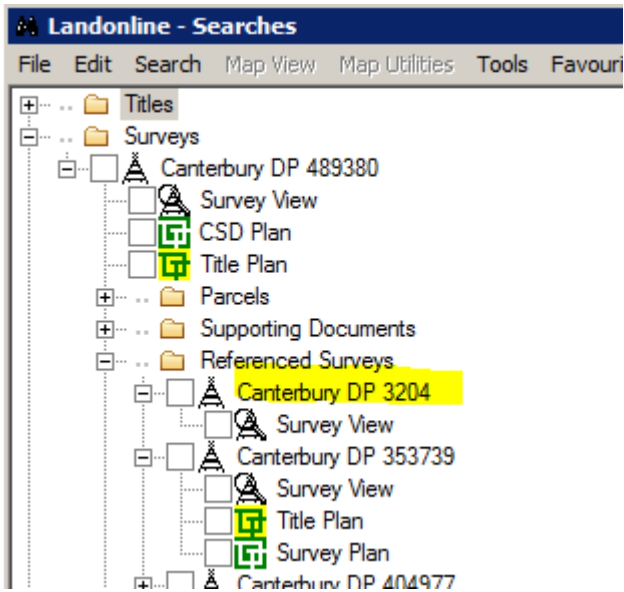 Landonline - Searches
File Edit Search Map View Map Utilities Tools Favouri
Titles
Surveys
Canterbury DP 489380
Survey View
CSD Plan
Title Plan
Parcels
Supporting Documents
Referenced Surveys
Canterbury DP 3204
Survey View
Canterbury DP 353739
Survey View
Title Plan
Survey Plan
Canterbury DP 404977